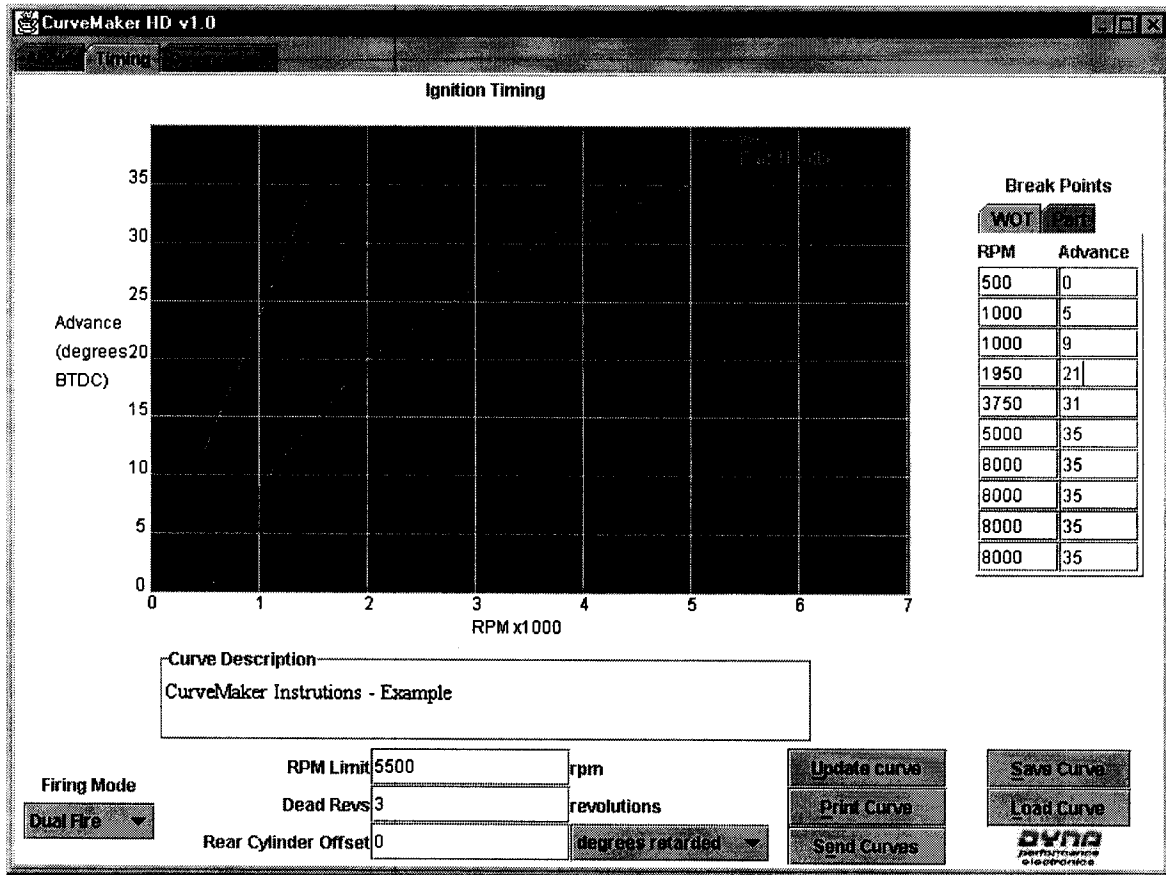 CurveMaker HD v1.0
Timing
Ignition Timing
35
30
25
20
15
10
5
0
Advance
(degrees
BTDC)
0 1 2 3 4 5 6 7
RPM x1000
Break Points
WOT Part
RPM Advance
500 0
1000 5
1000 9
1950 21
3750 31
5000 35
8000 35
8000 35
8000 35
8000 35
Curve Description
CurveMaker Instrutions - Example
Firing Mode
Dual Fire
RPM Limit 5500 rpm
Dead Revs 3 revolutions
Rear Cylinder Offset 0 degrees retarded
Update curve
Print Curve
Send Curves
Save Curve
Load Curve
DYNA
performance
electronics